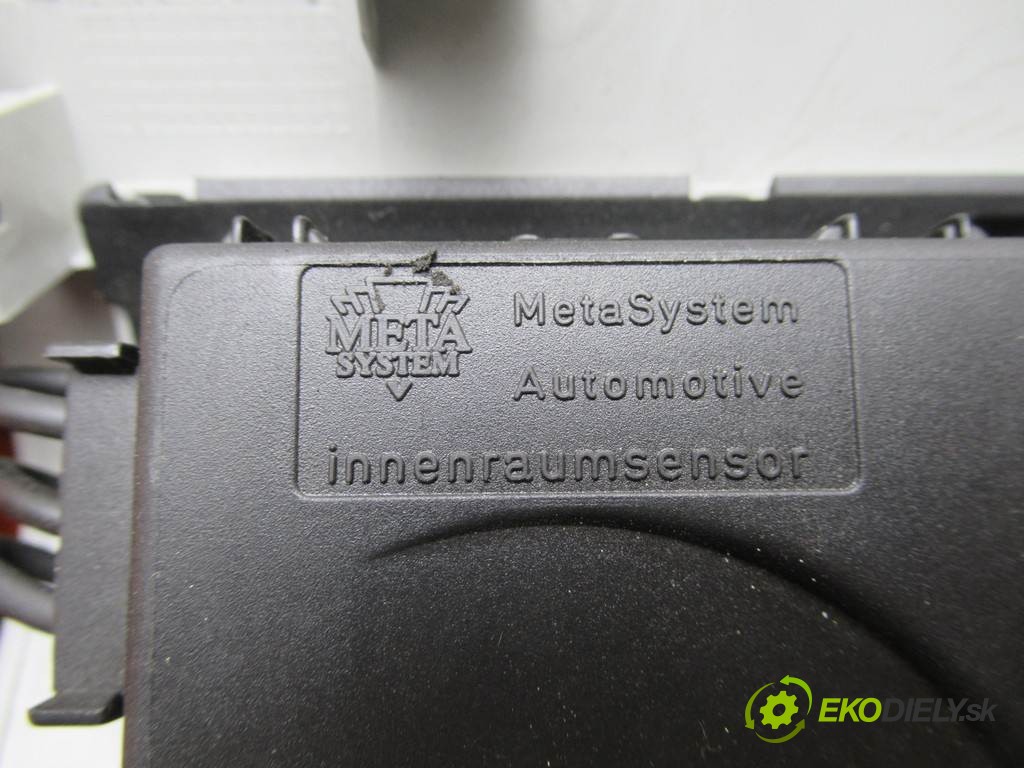 META
SYSTEM
MetaSystem
Automotive
innenraumsensor
EKODIELY.sk